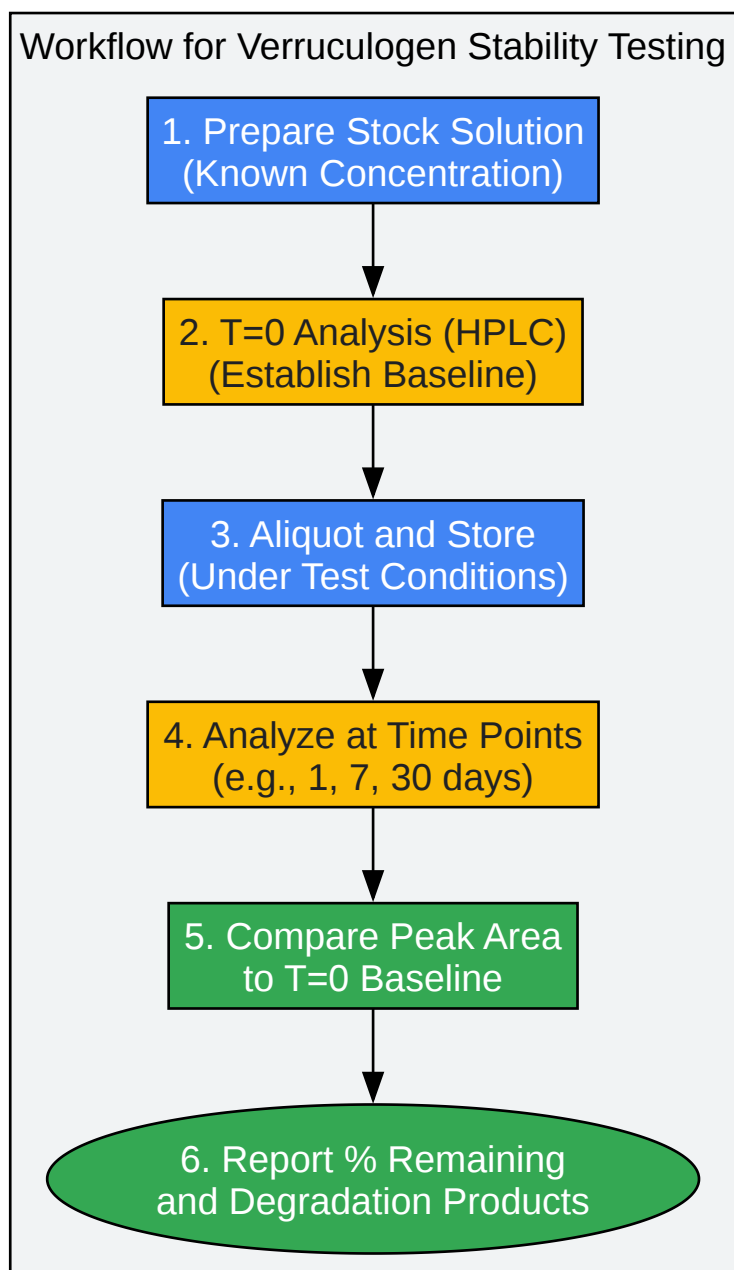 Workflow for Verruculogen Stability Testing
1. Prepare Stock Solution
(Known Concentration)
2. T=0 Analysis (HPLC)
(Establish Baseline)
3. Aliquot and Store
(Under Test Conditions)
4. Analyze at Time Points
(e.g., 1, 7, 30 days)
5. Compare Peak Area
to T=0 Baseline
6. Report % Remaining
and Degradation Products